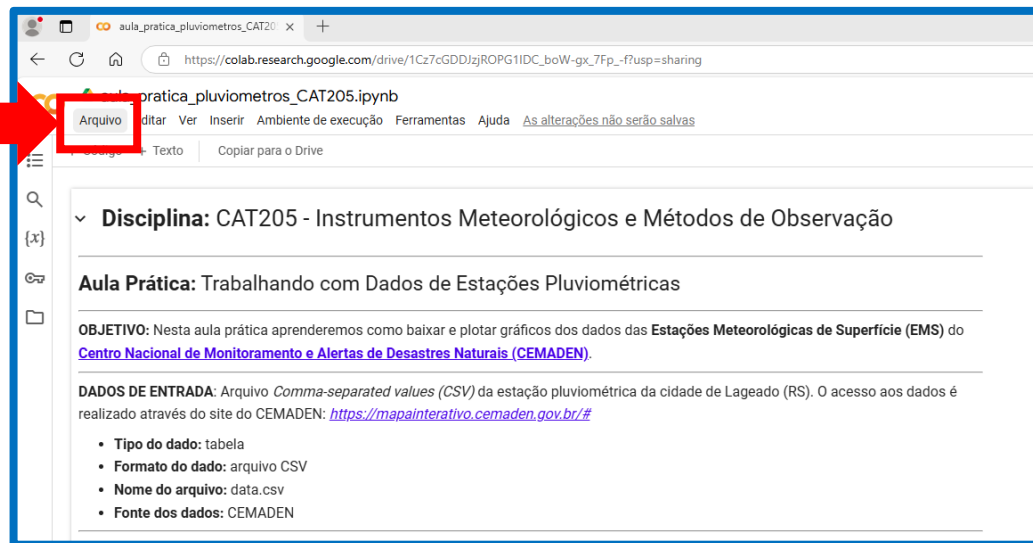 aula_pratica_pluviometros_CAT20
https://colab.research.google.com/drive/1Cz7cGDDJzjROPG1IDC_boW-gx_7Fp_-f?usp=sharing
aula_pratica_pluviometros_CAT205.ipynb
Arquivo Editar Ver Inserir Ambiente de execução Ferramentas Ajuda As alterações não serão salvas
+ Código + Texto Copiar para o Drive
Disciplina: CAT205 - Instrumentos Meteorológicos e Métodos de Observação
{x}
Aula Prática: Trabalhando com Dados de Estações Pluviométricas
OBJETIVO: Nesta aula prática aprenderemos como baixar e plotar gráficos dos dados das Estações Meteorológicas de Superfície (EMS) do
Centro Nacional de Monitoramento e Alertas de Desastres Naturais (CEMADEN).
DADOS DE ENTRADA: Arquivo Comma-separated values (CSV) da estação pluviométrica da cidade de Lageado (RS). O acesso aos dados é
realizado através do site do CEMADEN: https://mapainterativo.cemaden.gov.br/#
• Tipo do dado: tabela
• Formato do dado: arquivo CSV
• Nome do arquivo: data.csv
• Fonte dos dados: CEMADEN